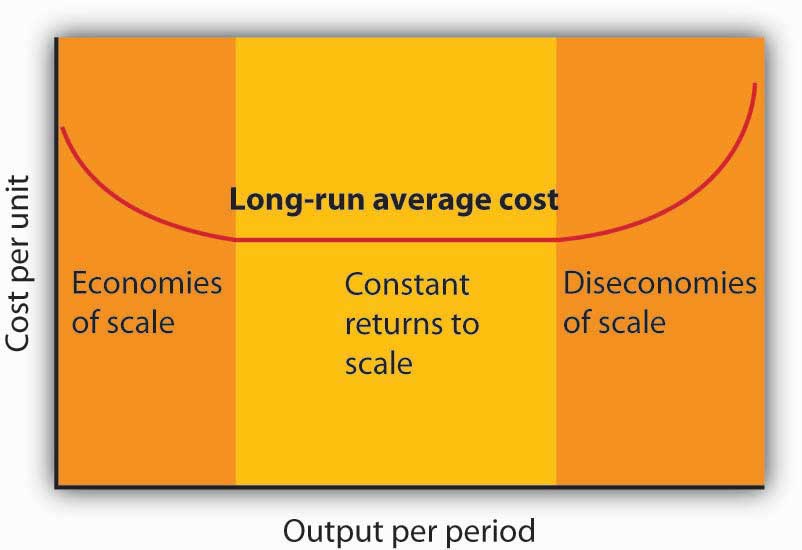 Cost per unit
Long-run average cost
Economies
of scale
Constant
returns to
scale
Diseconomies
of scale
Output per period